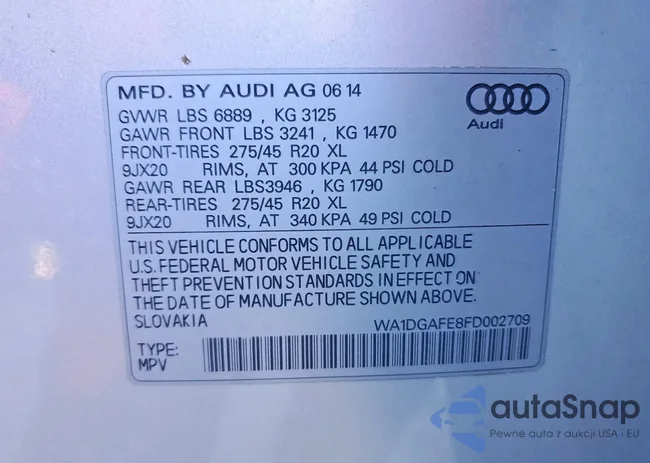 MFD. BY AUDI AG 06 14
GVWR LBS 6889 , KG 3125
GAWR FRONT LBS 3241 , KG 1470
FRONT-TIRES 275/45 R20 XL
9JX20 RIMS, AT 300 KPA 44 PSI COLD
GAWR REAR LBS3946 , KG 1790
REAR-TIRES 275/45 R20 XL
9JX20 RIMS, AT 340 KPA 49 PSI COLD
Audi
THIS VEHICLE CONFORMS TO ALL APPLICABLE
U.S. FEDERAL MOTOR VEHICLE SAFETY AND
THEFT PREVENTION STANDARDS IN EFFECT ON
THE DATE OF MANUFACTURE SHOWN ABOVE.
SLOVAKIA WA1DGAFE8FD002709
TYPE:
MPV
autaSnap
Pewne auta z aukcji USA i EU